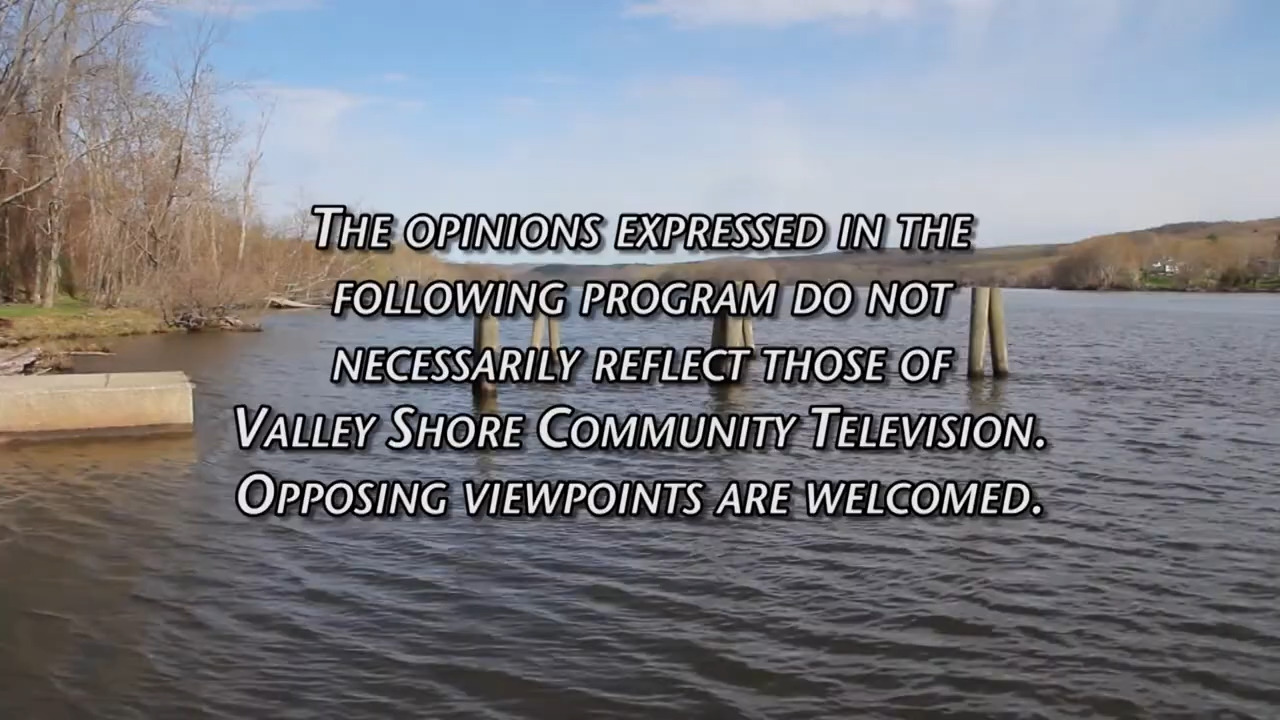 The opinions expressed in the
following program do not
necessarily reflect those of
Valley Shore Community Television.
Opposing viewpoints are welcomed.